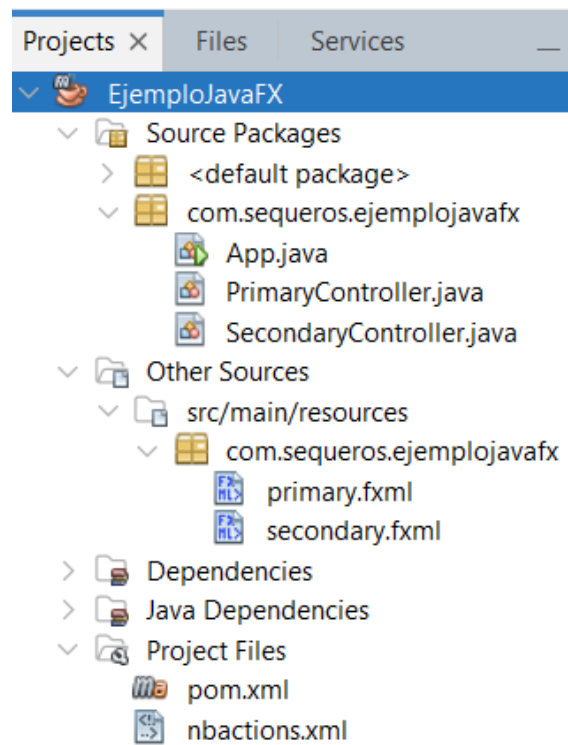 Projects × Files Services
EjemploJavaFX
Source Packages
<default package>
com.sequeros.ejemplojavafx
App.java
PrimaryController.java
SecondaryController.java
Other Sources
src/main/resources
com.sequeros.ejemplojavafx
primary.fxml
secondary.fxml
Dependencies
Java Dependencies
Project Files
pom.xml
nbactions.xml